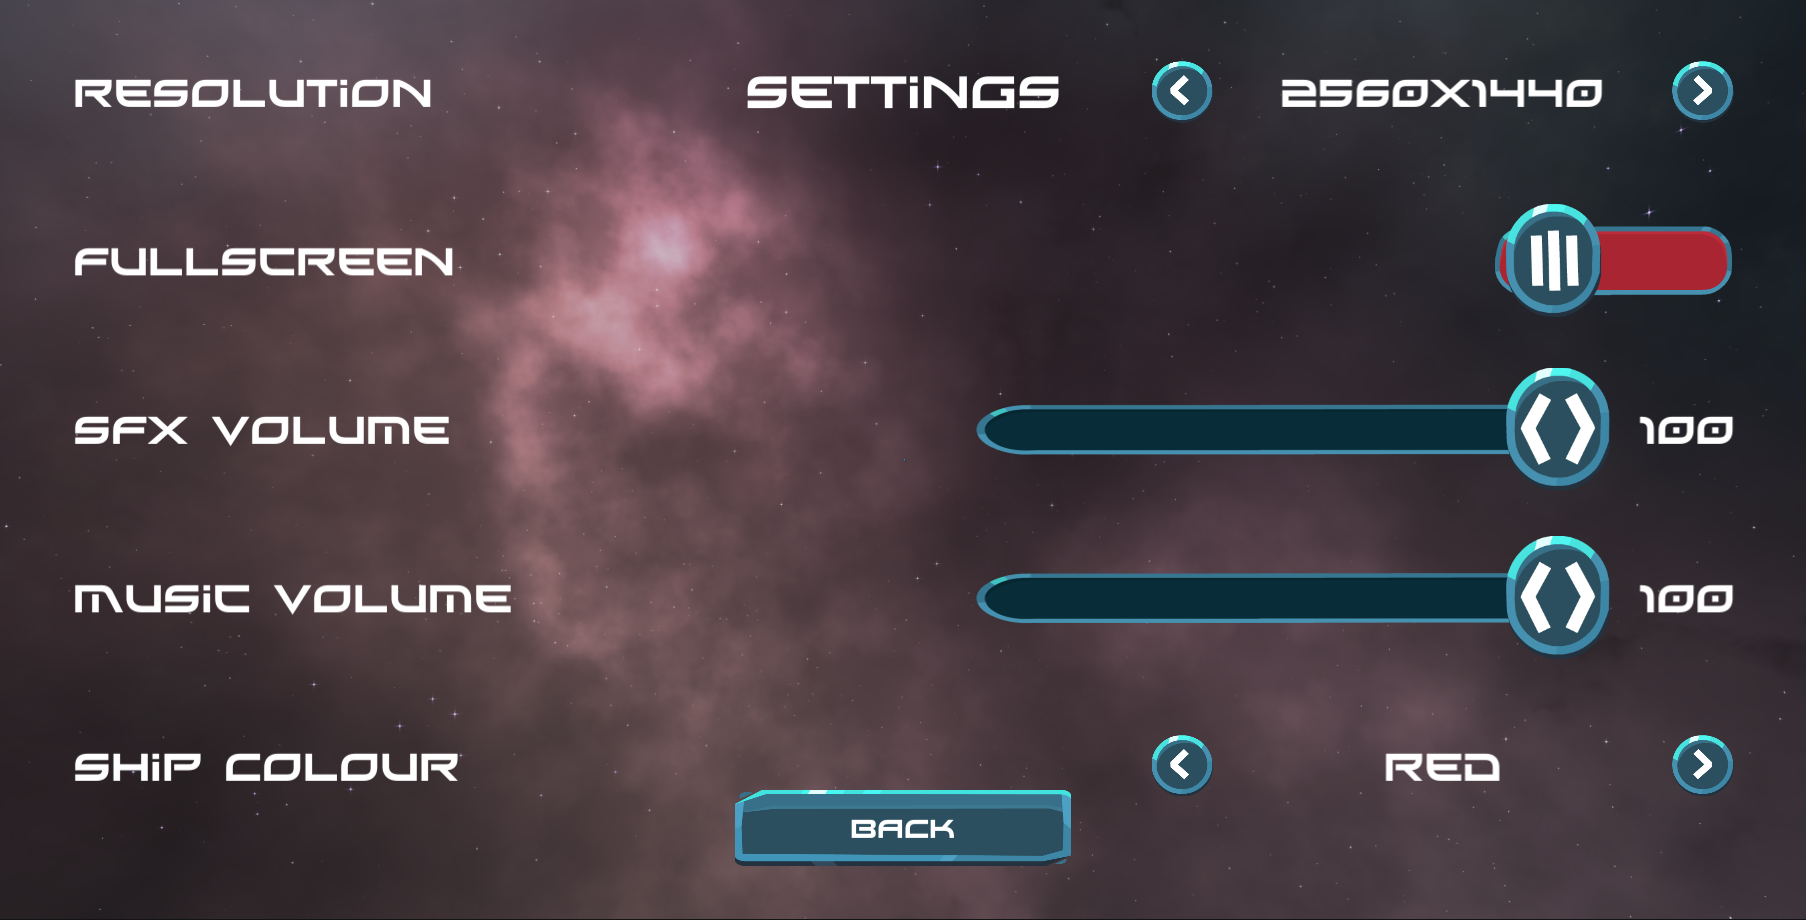 RESOLUTION
SETTINGS
2560X1440
FULLSCREEN
SFX VOLUME
100
MUSIC VOLUME
100
SHIP COLOUR
RED
BACK